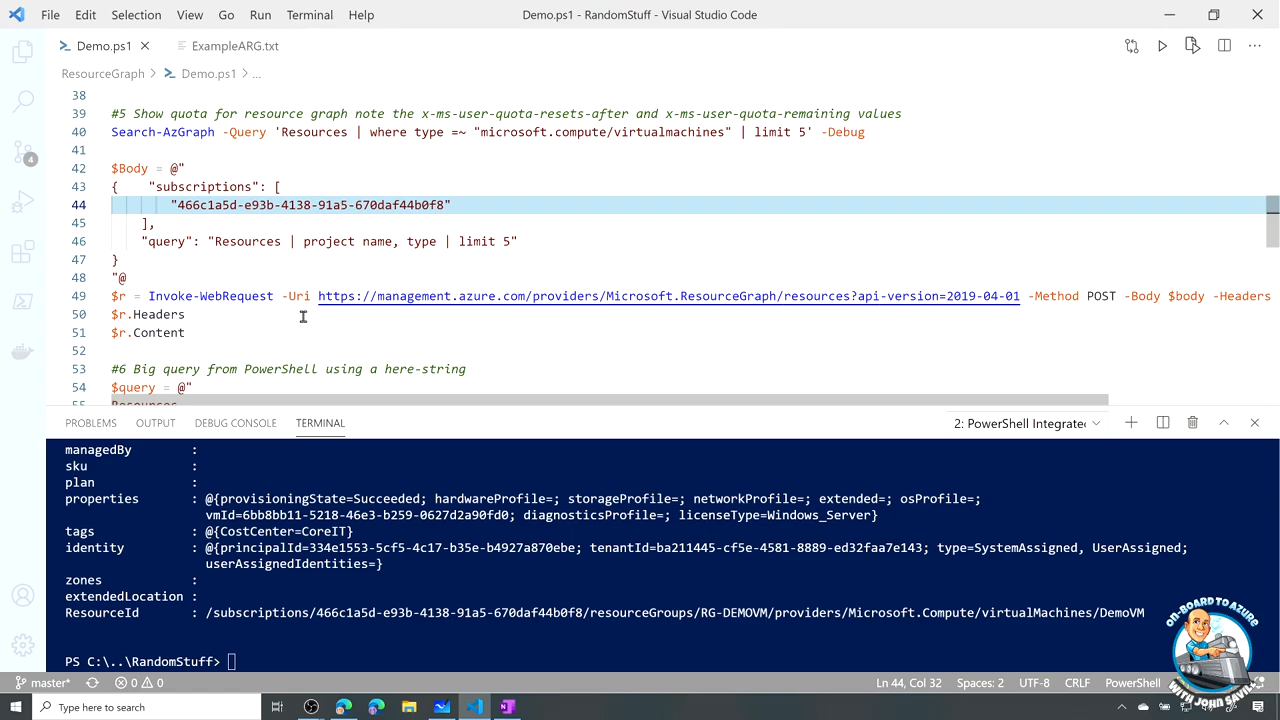 File Edit Selection View Go Run Terminal Help Demo.ps1 - RandomStuff - Visual Studio Code
Demo.ps1 ExampleARG.txt
ResourceGraph > Demo.ps1 > ...
38
39 #5 Show quota for resource graph note the x-ms-user-quota-resets-after and x-ms-user-quota-remaining values
40 Search-AzGraph -Query 'Resources | where type =~ "microsoft.compute/virtualmachines" | limit 5' -Debug
41
42 $Body = @"
43 { "subscriptions": [
44 "466c1a5d-e93b-4138-91a5-670daf44b0f8"
45 ],
46 "query": "Resources | project name, type | limit 5"
47 }
48 "@
49 $r = Invoke-WebRequest -Uri https://management.azure.com/providers/Microsoft.ResourceGraph/resources?api-version=2019-04-01 -Method POST -Body $body -Headers
50 $r.Headers
51 $r.Content
52
53 #6 Big query from PowerShell using a here-string
54 $query = @"
55 Resources
4
PROBLEMS OUTPUT DEBUG CONSOLE TERMINAL 2: PowerShell Integrate
managedBy :
sku :
plan :
properties : @{provisioningState=Succeeded; hardwareProfile=; storageProfile=; networkProfile=; extended=; osProfile=;
vmId=6bb8bb11-5218-46e3-b259-0627d2a90fd0; diagnosticsProfile=; licenseType=Windows_Server}
tags : @{CostCenter=CoreIT}
identity : @{principalId=334e1553-5cf5-4c17-b35e-b4927a870ebe; tenantId=ba211445-cf5e-4581-8889-ed32faa7e143; type=SystemAssigned, UserAssigned;
userAssignedIdentities=}
zones :
extendedLocation :
ResourceId : /subscriptions/466c1a5d-e93b-4138-91a5-670daf44b0f8/resourceGroups/RG-DEMOVM/providers/Microsoft.Compute/virtualMachines/DemoVM
PS C:\..\RandomStuff>
ON-BOARD TO AZURE
WITH JOHN SAVILL
master* 0 0 Ln 44, Col 32 Spaces: 2 UTF-8 CRLF PowerShell
Type here to search